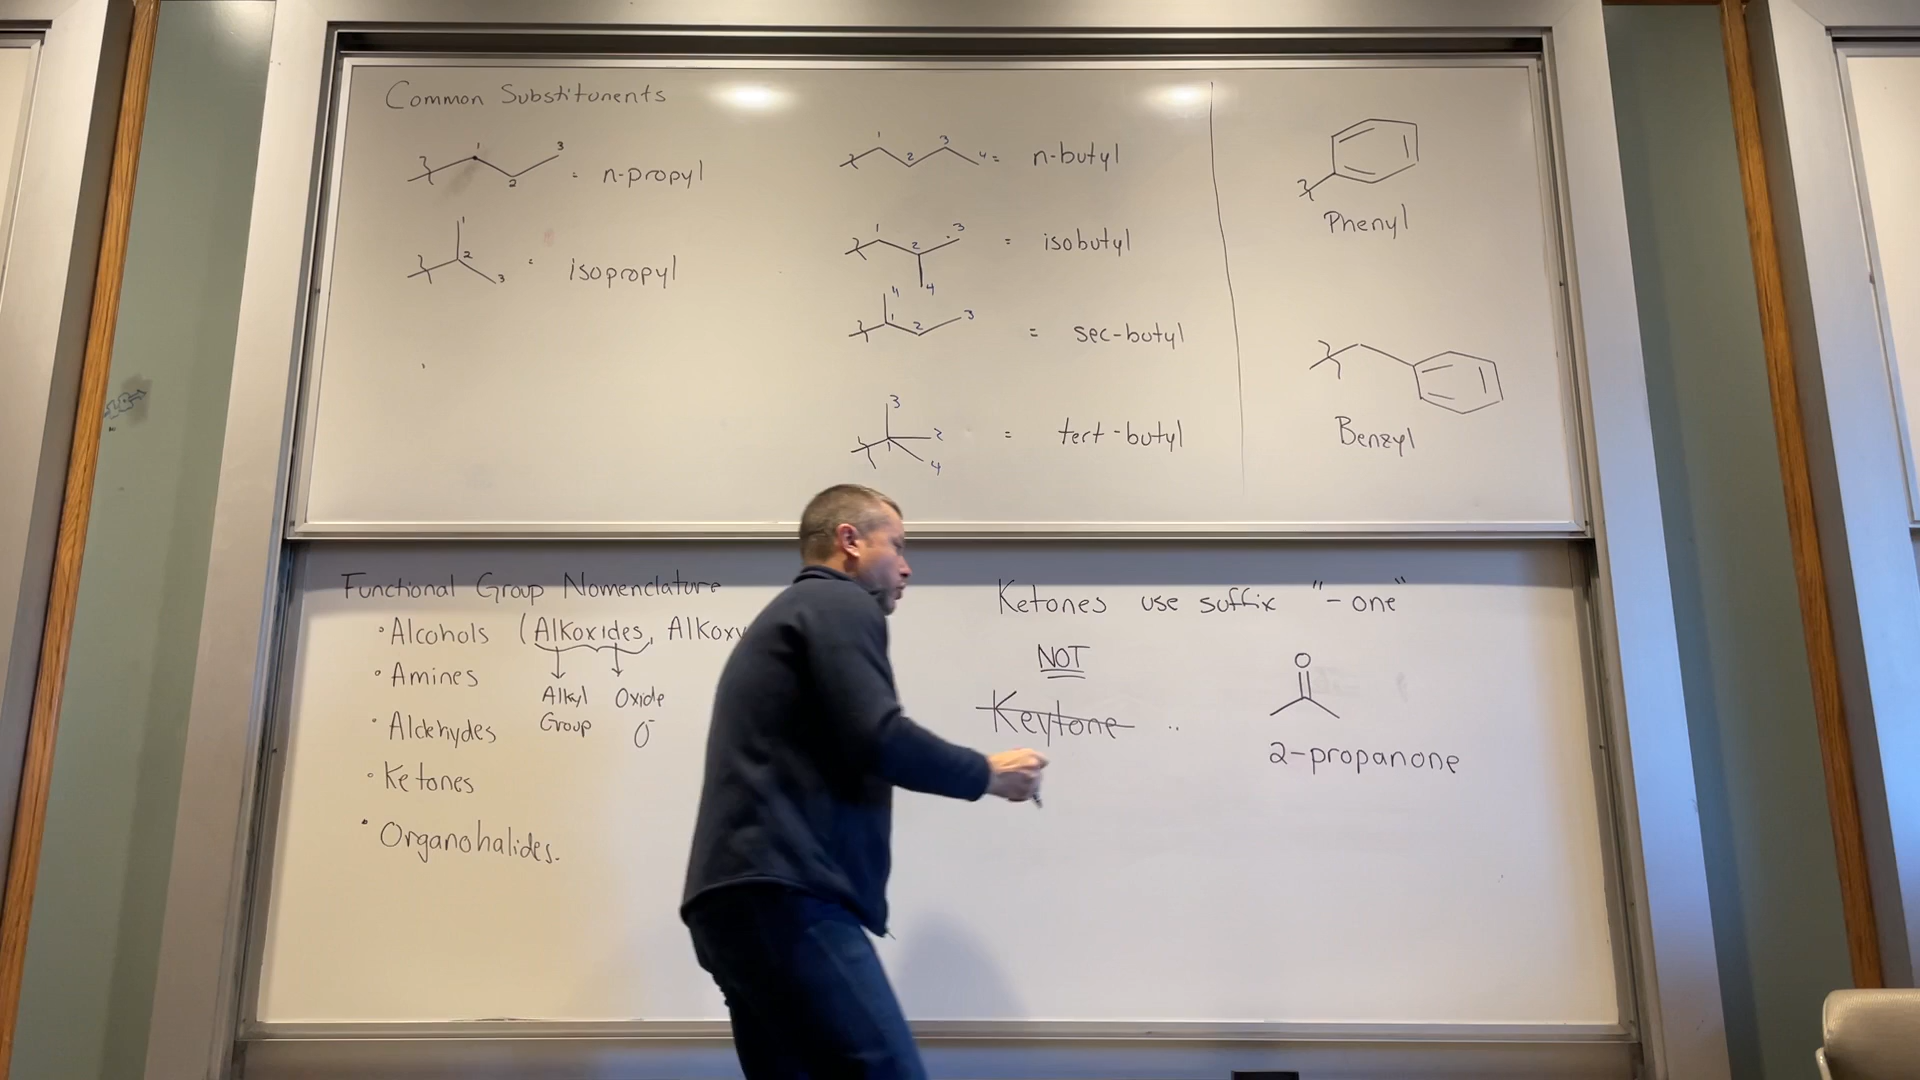 Common Substituents
1
2
3
= n-propyl
1
2
3
= isopropyl
1
2
3
4 = n-butyl
1
2
3
4
= isobutyl
4
1
2
3
= sec-butyl
3
2
1
4
= tert-butyl
Phenyl
Benzyl
Functional Group Nomenclature
• Alcohols (Alkoxides, Alkoxy
Alkyl Oxide
Group O⁻
• Amines
• Aldehydes
• Ketones
• Organohalides.
Ketones use suffix "-one"
NOT
Keytone
O
2-propanone